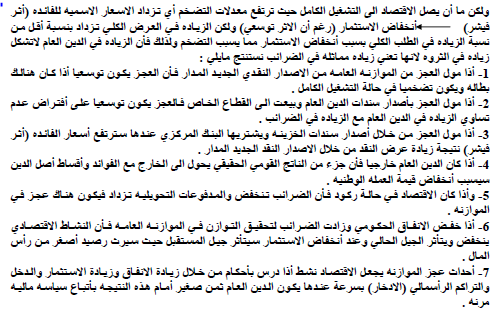 ولكن ما أن يصل الاقتصاد الى التشغيل الكامل حيث ترتفع معدلات التضخم أي تزداد الاسعار الاسميه للفائده (أثر
فيشر) ← أنخفاض الاستثمار (رغم أن الاثر توسعي) ولكن الزياده في العرض الكلي تزداد بنسبة أقل من
نسبة الزياده في الطلب الكلي بسبب أنخفاض الاستثمار مما يسبب التضخم ولذلك فأن الزياده في الدين العام لاتشكل
زياده في الثروه لانها تعني زياده مماثله في الضرائب نستنتج مايلي :
1- أذا مول العجز من الموازنه العامه من الاصدار النقدي الجديد المدار فأن العجز يكون توسعيا أذا كان هنالك
بطاله ويكون تضخميا في حالة التشغيل الكامل .
2- أذا مول العجز بأصدار سندات الدين العام وبيعت الى القطاع الخاص فالعجز يكون توسعيا على أفتراض عدم
تساوي الزياده في الدين العام مع الزياده في الضرائب .
3- أذا مول العجز من خلال أصدار سندات الخزينه ويشتريها البنك المركزي عندها سترتفع أسعار الفائده (أثر
فيشر) نتيجة زيادة عرض النقد من خلال الاصدار النقد الجديد المدار .
4- أذا كان الدين العام خارجيا فأن جزء من الناتج القومي الحقيقي يحول الى الخارج مع الفوائد وأقساط أصل الدين
سيسبب أنخفاض قيمة العمله الوطنيه .
5- وأذا كان الاقتصاد في حالة ركود فأن الضرائب تنخفض والمدفوعات التحويليه تزداد فيكون هناك عجز في
الموازنه .
6- أذا خفض الانفاق الحكومي وزادت الضرائب لتحقيق التوازن في الموازنه العامه فأن النشاط الاقتصادي
ينخفض ويتأثر الجيل الحالي وعند أنخفاض الاستثمار سيتأثر جيل المستقبل حيث سيرث رصيد أصغر من رأس
المال .
7- أحداث عجز الموازنه يجعل الاقتصاد نشط أذا درس بأحكام من خلال زيادة الانفاق وزيادة الاستثمار والدخل
والتراكم الرأسمالي (الادخار) بسرعة عندها يكون الدين العام ثمن صغير أمام هذه النتيجه بأتباع سياسه ماليه
مرنه .